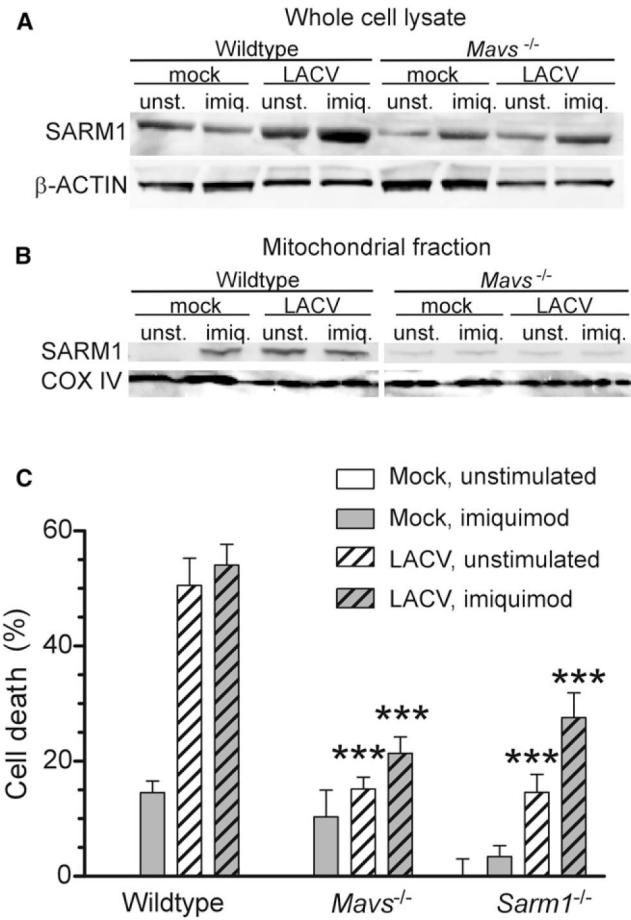 A
Whole cell lysate
Wildtype Mavs -/-
mock LACV mock LACV
unst. imiq. unst. imiq. unst. imiq. unst. imiq.
SARM1
β-ACTIN
B
Mitochondrial fraction
Wildtype Mavs -/-
mock LACV mock LACV
unst. imiq. unst. imiq. unst. imiq. unst. imiq.
SARM1
COX IV
C
Mock, unstimulated
Mock, imiquimod
LACV, unstimulated
LACV, imiquimod
Cell death (%)
60
40
20
0
*** *** *** ***
Wildtype Mavs-/- Sarm1-/-